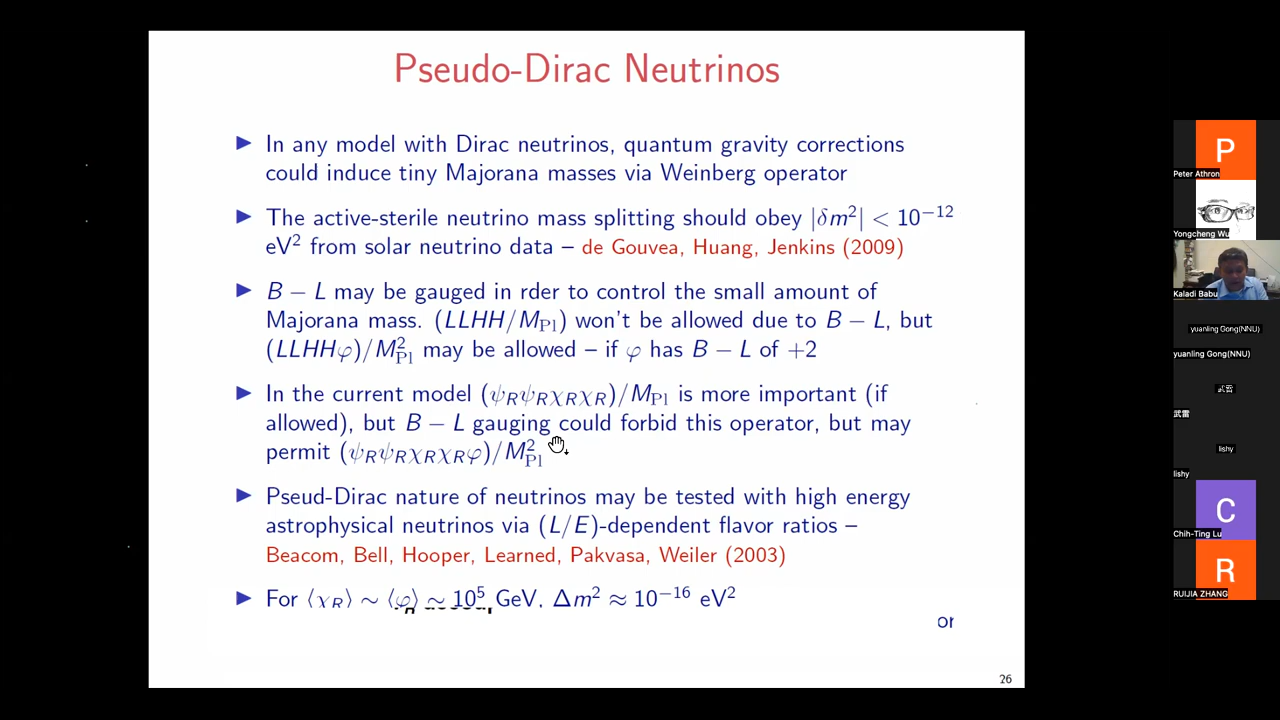 Pseudo-Dirac Neutrinos
▶ In any model with Dirac neutrinos, quantum gravity corrections
could induce tiny Majorana masses via Weinberg operator
▶ The active-sterile neutrino mass splitting should obey |δm²| < 10⁻¹²
eV² from solar neutrino data – de Gouvea, Huang, Jenkins (2009)
▶ B − L may be gauged in rder to control the small amount of
Majorana mass. (LLHH/M_Pl) won't be allowed due to B − L, but
(LLHHφ)/M²_Pl may be allowed – if φ has B − L of +2
▶ In the current model (ψ_Rψ_Rχ_Rχ_R)/M_Pl is more important (if
allowed), but B − L gauging could forbid this operator, but may
permit (ψ_Rψ_Rχ_Rχ_Rφ)/M²_Pl
▶ Pseud-Dirac nature of neutrinos may be tested with high energy
astrophysical neutrinos via (L/E)-dependent flavor ratios –
Beacom, Bell, Hooper, Learned, Pakvasa, Weiler (2003)
▶ For ⟨χ_R⟩ ∼ ⟨φ⟩ ∼ 10⁵ GeV, Δm² ≈ 10⁻¹⁶ eV²
or
26
P
Peter Athron
Yongcheng Wu
Kaladi Babu
yuanling Gong(NNU)
yuanling Gong(NNU)
武雷
武雷
lishy
lishy
C
Chih-Ting Lu
R
RUIJIA ZHANG